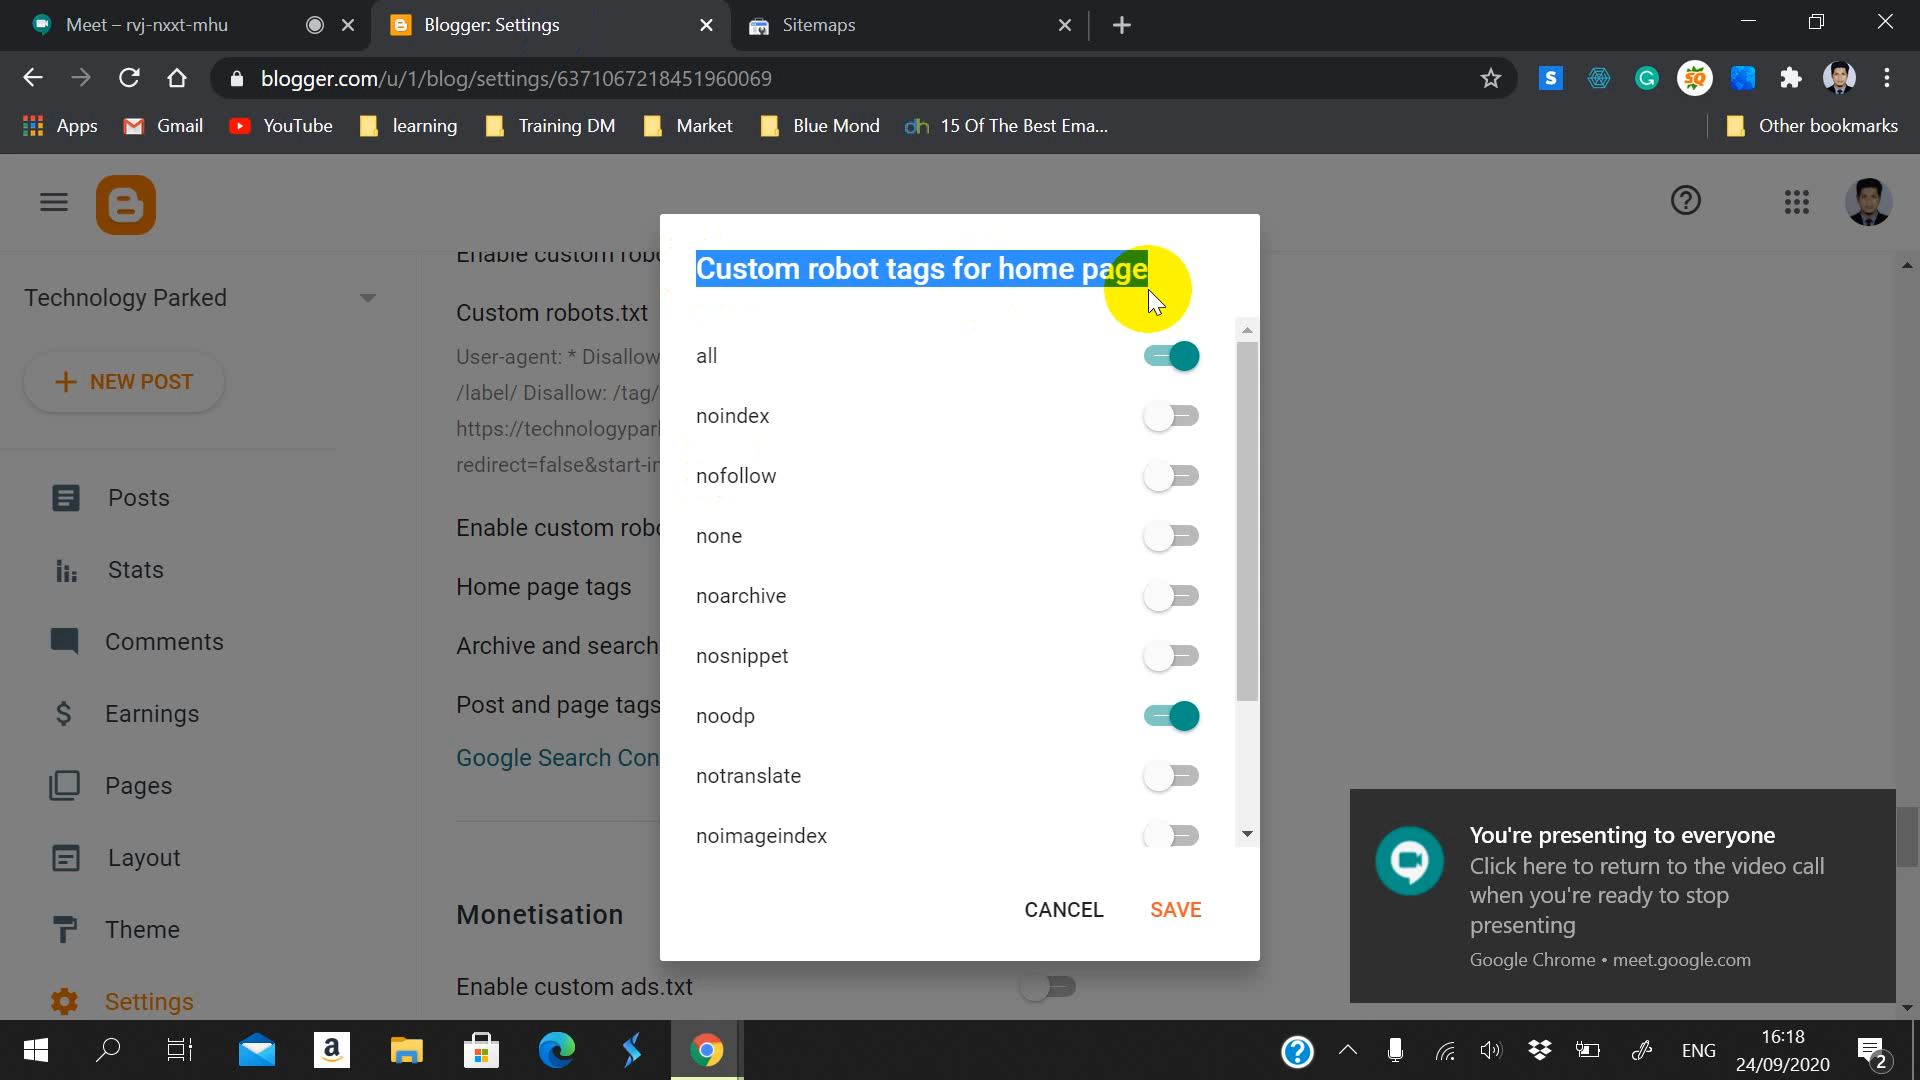 Meet – rvj-nxxt-mhu
Blogger: Settings
Sitemaps
blogger.com/u/1/blog/settings/6371067218451960069
Apps
Gmail
YouTube
learning
Training DM
Market
Blue Mond
15 Of The Best Ema...
Other bookmarks
Technology Parked
NEW POST
Posts
Stats
Comments
Earnings
Pages
Layout
Theme
Settings
Enable custom robo
Custom robots.txt
User-agent: * Disallow
/label/ Disallow: /tag/
https://technologyparl
redirect=false&start-in
Enable custom robo
Home page tags
Archive and search
Post and page tags
Google Search Con
Monetisation
Enable custom ads.txt
Custom robot tags for home page
all
noindex
nofollow
none
noarchive
nosnippet
noodp
notranslate
noimageindex
CANCEL SAVE
You're presenting to everyone
Click here to return to the video call
when you're ready to stop
presenting
Google Chrome • meet.google.com
ENG
16:18
24/09/2020
2